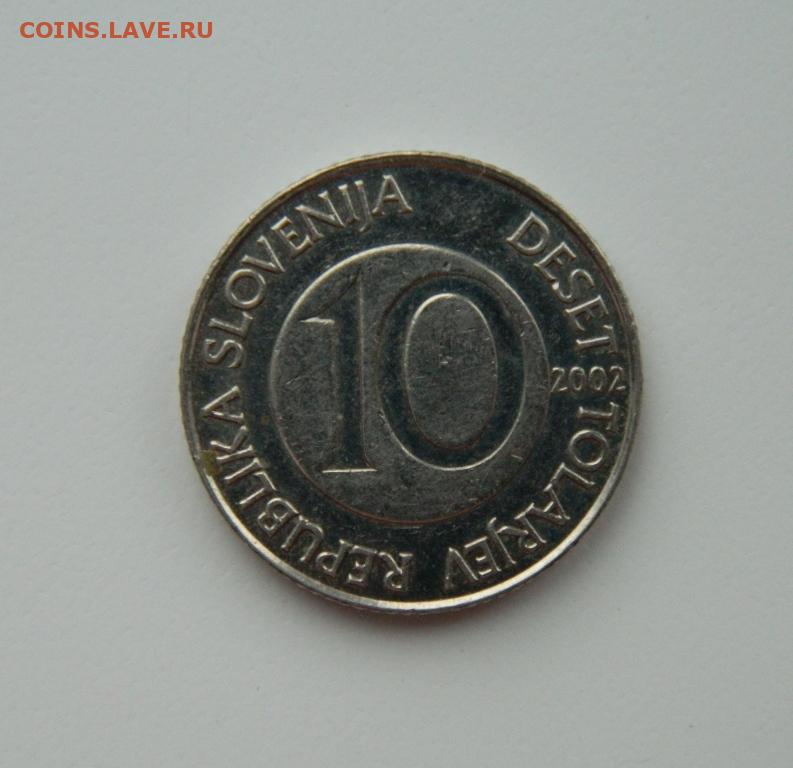 COINS.LAVE.RU
REPUBLIKA SLOVENIJA
DESET TOLARJEV
10
2002